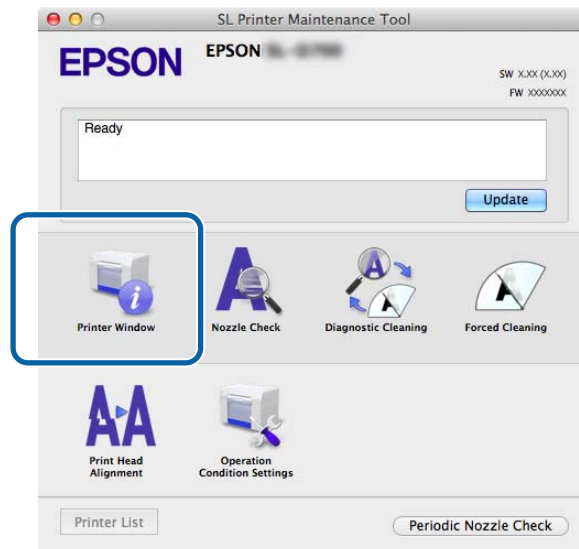 SL Printer Maintenance Tool
EPSON
EPSON
SW X.XX (X.XX)
FW XXXXXXX
Ready
Update
Printer Window
Nozzle Check
Diagnostic Cleaning
Forced Cleaning
Print Head
Alignment
Operation
Condition Settings
Printer List
Periodic Nozzle Check